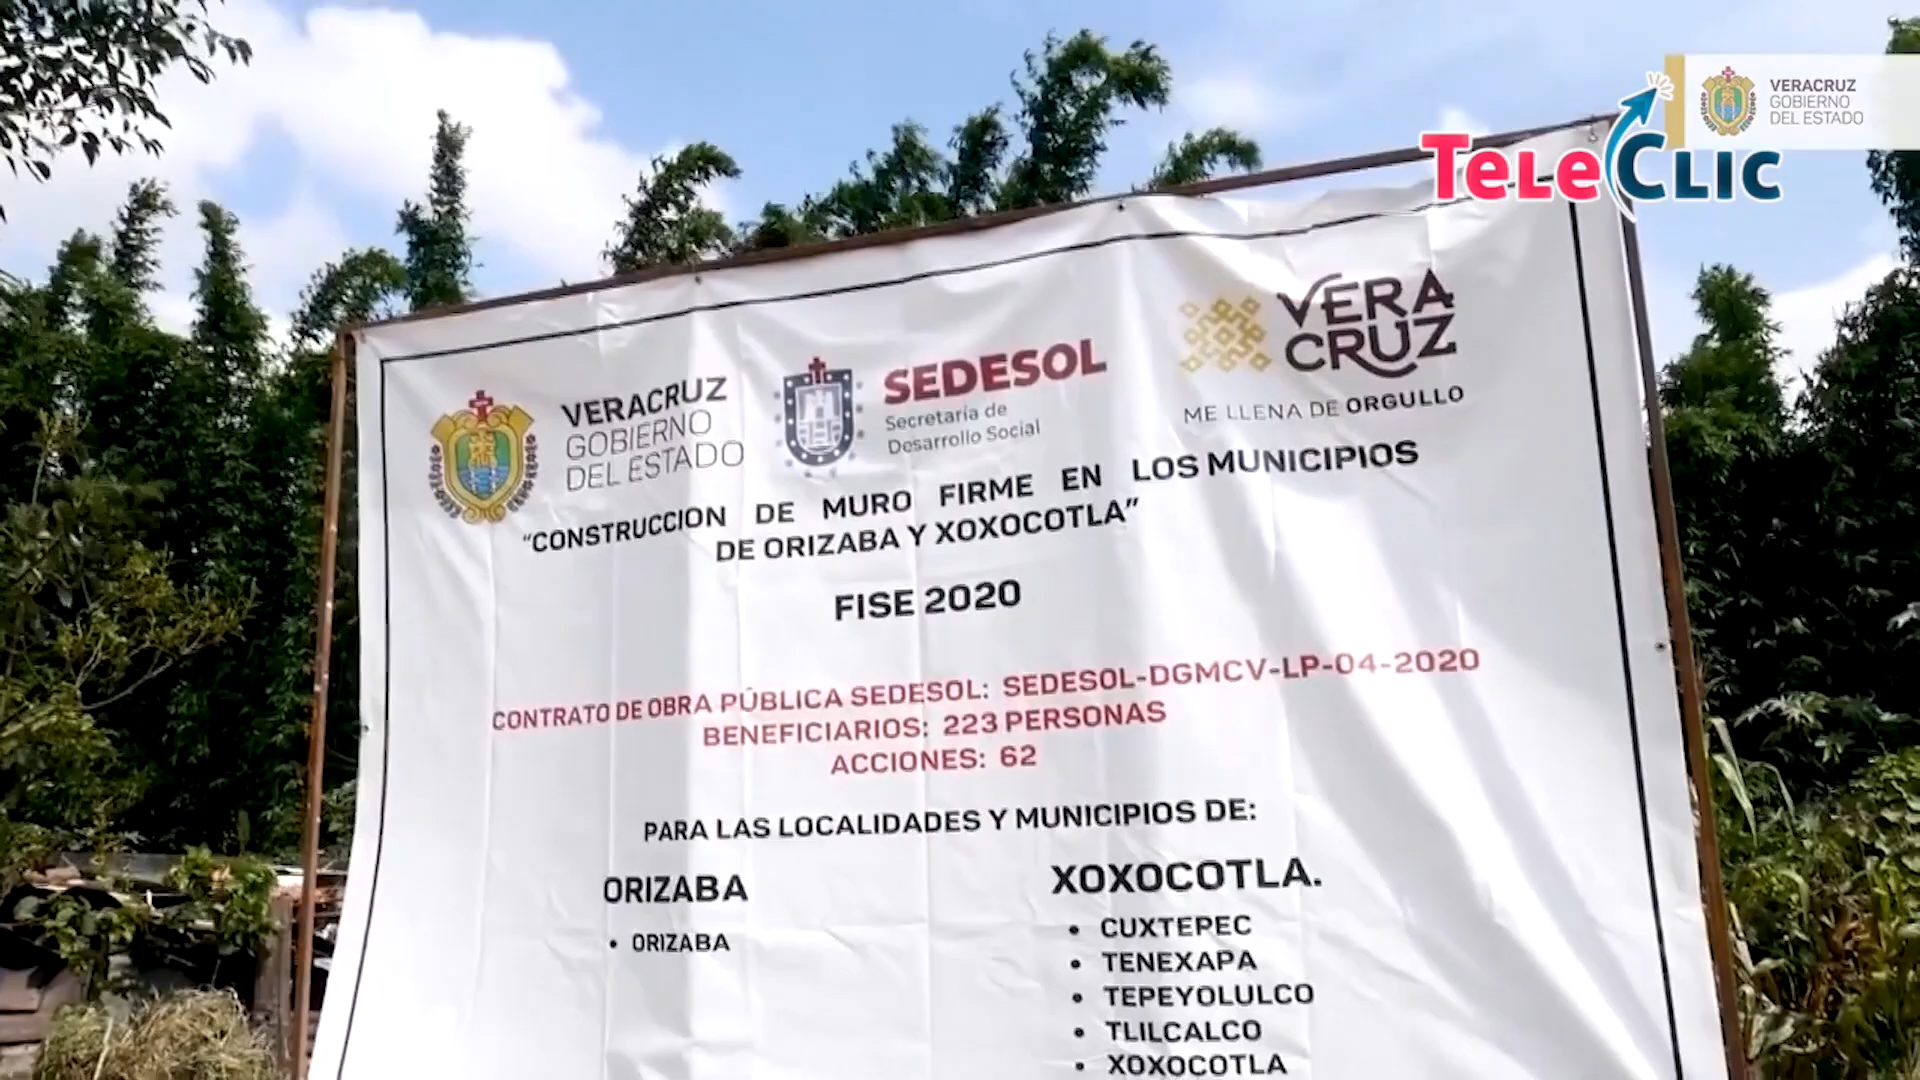 VERACRUZ
GOBIERNO
DEL ESTADO
TELECLIC
VERACRUZ
GOBIERNO
DEL ESTADO
SEDESOL
Secretaría de
Desarrollo Social
VERA
CRUZ
ME LLENA DE ORGULLO
“CONSTRUCCION DE MURO FIRME EN LOS MUNICIPIOS
DE ORIZABA Y XOXOCOTLA”
FISE 2020
CONTRATO DE OBRA PÚBLICA SEDESOL: SEDESOL-DGMCV-LP-04-2020
BENEFICIARIOS: 223 PERSONAS
ACCIONES: 62
PARA LAS LOCALIDADES Y MUNICIPIOS DE:
ORIZABA
• ORIZABA
XOXOCOTLA.
• CUXTEPEC
• TENEXAPA
• TEPEYOLULCO
• TLILCALCO
• XOXOCOTLA